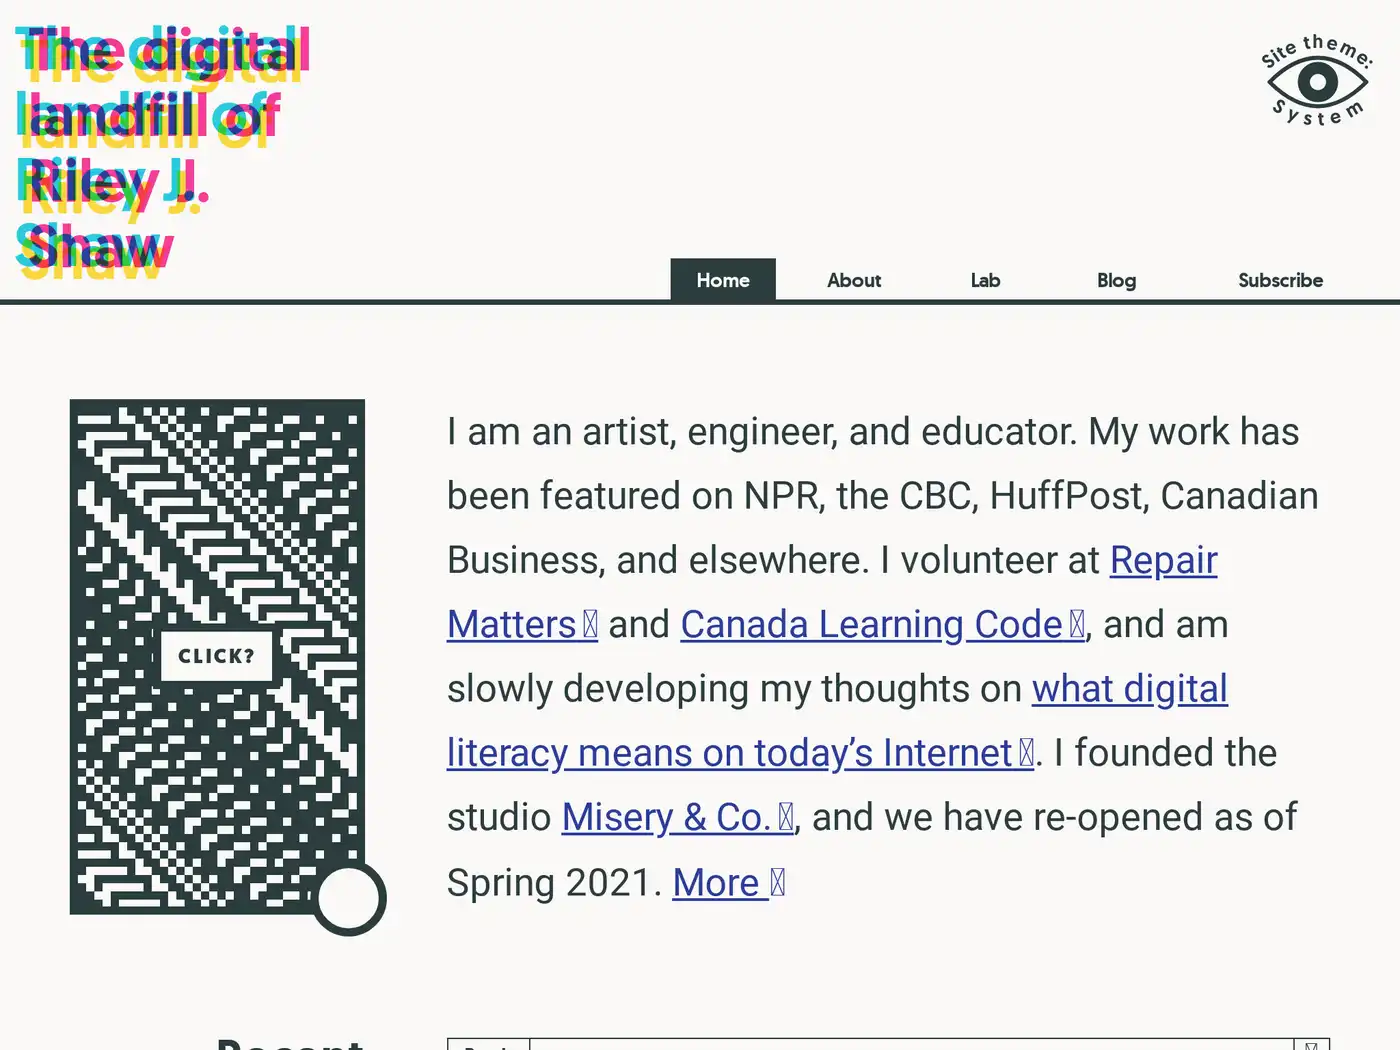 The digital
landfill of
Riley J.
Shaw
Site theme:
System
Home
About
Lab
Blog
Subscribe
CLICK?
I am an artist, engineer, and educator. My work has
been featured on NPR, the CBC, HuffPost, Canadian
Business, and elsewhere. I volunteer at Repair
Matters and Canada Learning Code, and am
slowly developing my thoughts on what digital
literacy means on today’s Internet. I founded the
studio Misery & Co., and we have re-opened as of
Spring 2021. More
Recent